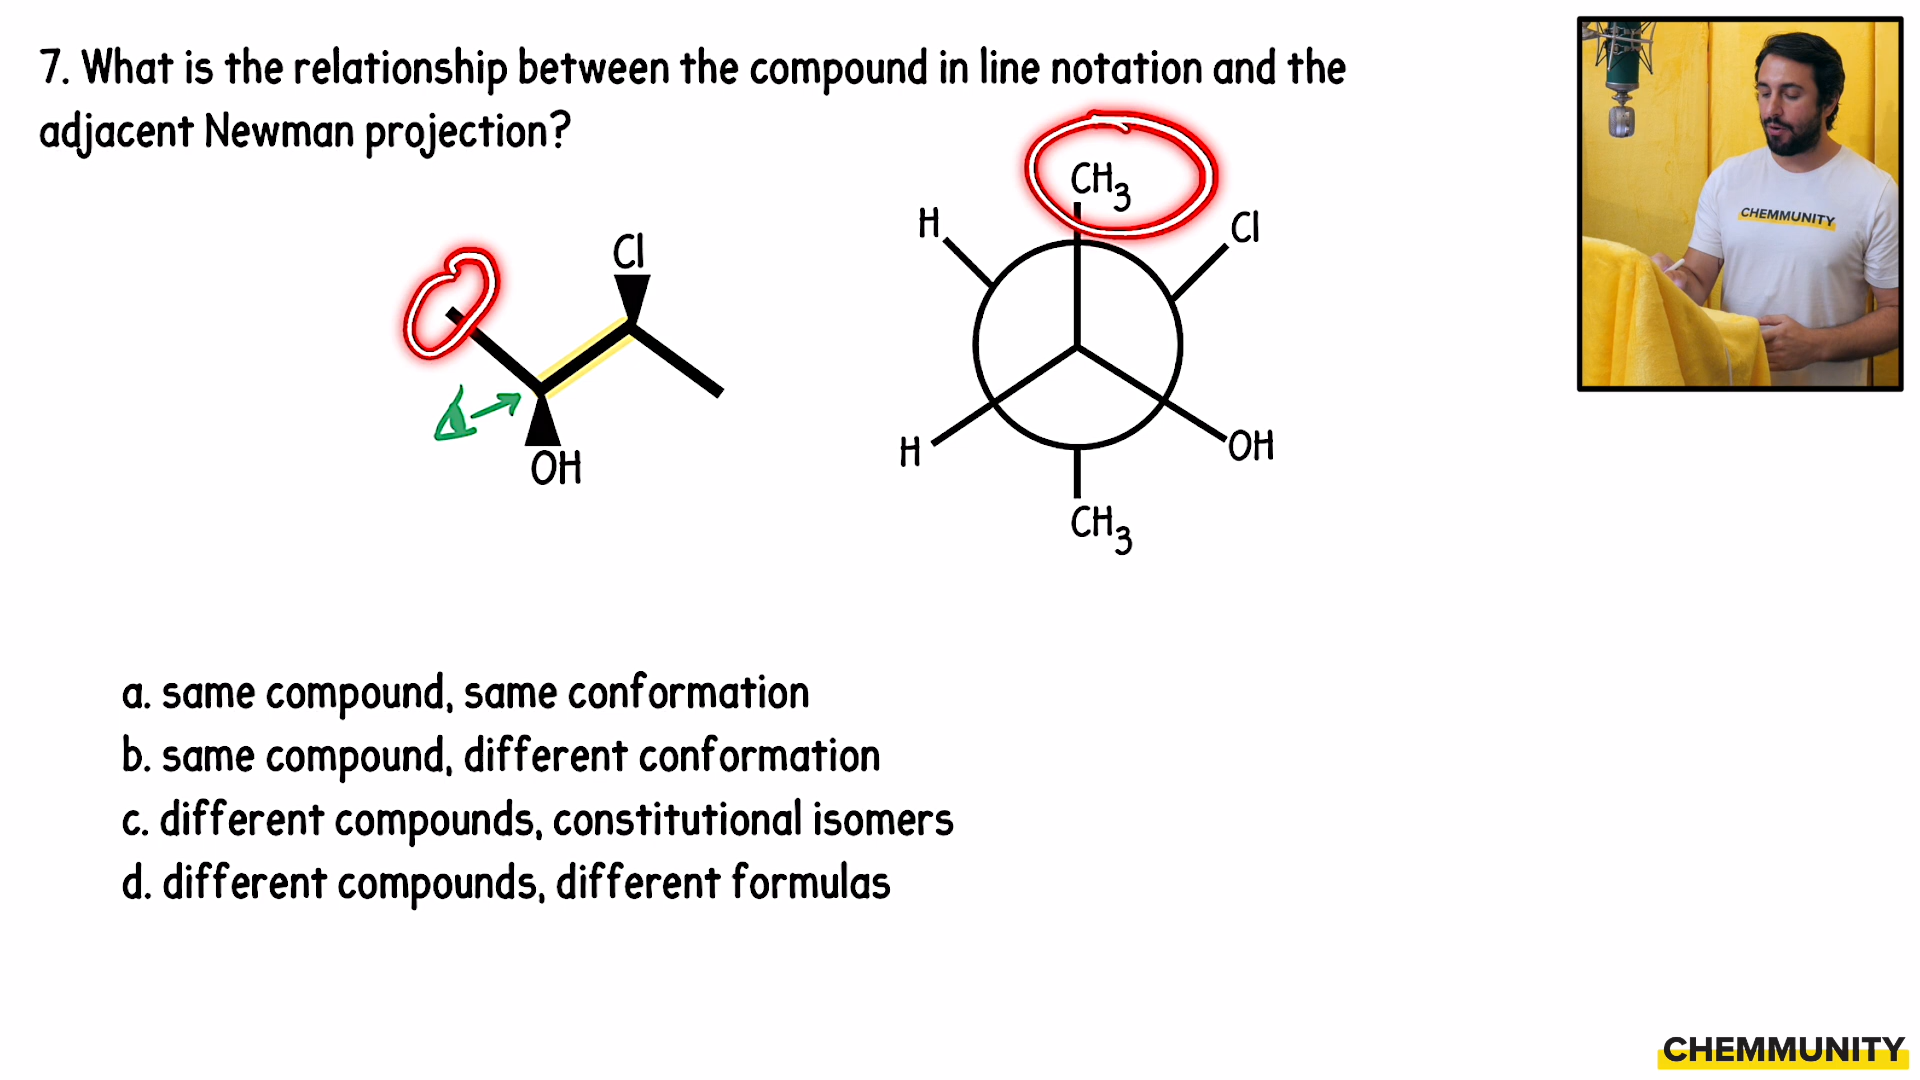 7. What is the relationship between the compound in line notation and the
adjacent Newman projection?
CH3
H
Cl
Cl
OH
H
OH
CH3
a. same compound, same conformation
b. same compound, different conformation
c. different compounds, constitutional isomers
d. different compounds, different formulas
CHEMMUNITY
CHEMMUNITY